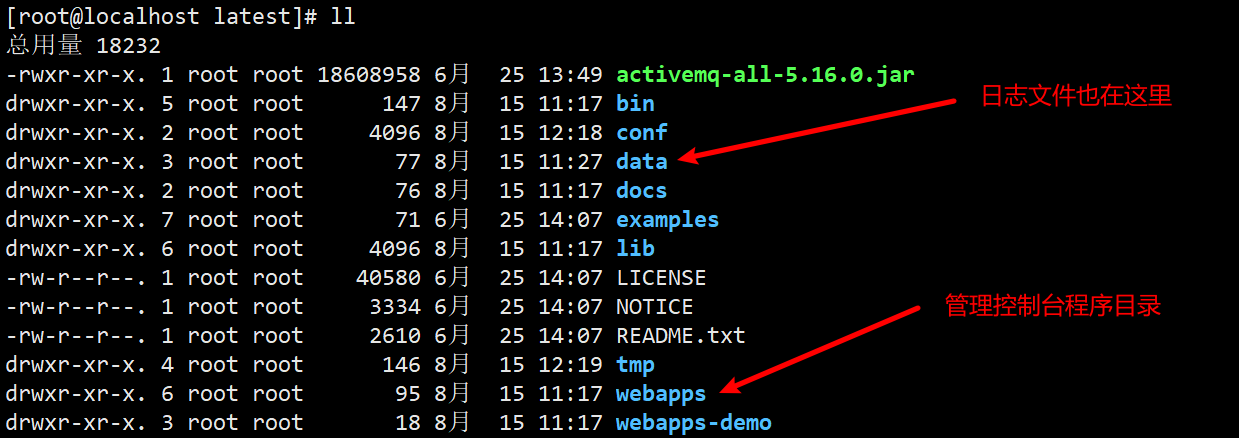 [root@localhost latest]# ll
总用量 18232
-rwxr-xr-x. 1 root root 18608958 6月  25 13:49 activemq-all-5.16.0.jar
drwxr-xr-x. 5 root root      147 8月  15 11:17 bin
日志文件也在这里
drwxr-xr-x. 2 root root     4096 8月  15 12:18 conf
drwxr-xr-x. 3 root root       77 8月  15 11:27 data
drwxr-xr-x. 2 root root       76 8月  15 11:17 docs
drwxr-xr-x. 7 root root       71 6月  25 14:07 examples
drwxr-xr-x. 6 root root     4096 8月  15 11:17 lib
-rw-r--r--. 1 root root    40580 6月  25 14:07 LICENSE
-rw-r--r--. 1 root root     3334 6月  25 14:07 NOTICE
管理控制台程序目录
-rw-r--r--. 1 root root     2610 6月  25 14:07 README.txt
drwxr-xr-x. 4 root root      146 8月  15 12:19 tmp
drwxr-xr-x. 6 root root       95 8月  15 11:17 webapps
drwxr-xr-x. 3 root root       18 8月  15 11:17 webapps-demo